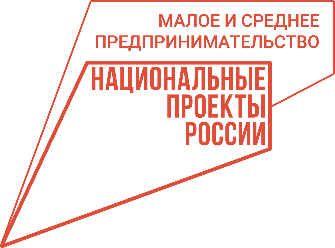 МАЛОЕ И СРЕДНЕЕ
ПРЕДПРИНИМАТЕЛЬСТВО
НАЦИОНАЛЬНЫЕ
ПРОЕКТЫ
РОССИИ